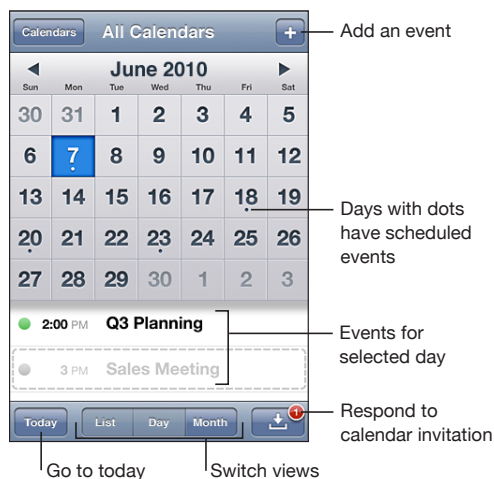 Calendars All Calendars + Add an event
June 2010
Sun Mon Tue Wed Thu Fri Sat
30 31 1 2 3 4 5
6 7 8 9 10 11 12
13 14 15 16 17 18 19
Days with dots
have scheduled
events
20 21 22 23 24 25 26
27 28 29 30 1 2 3
2:00 PM Q3 Planning
Events for
selected day
3 PM Sales Meeting
Today List Day Month 1
Respond to
calendar invitation
Go to today Switch views